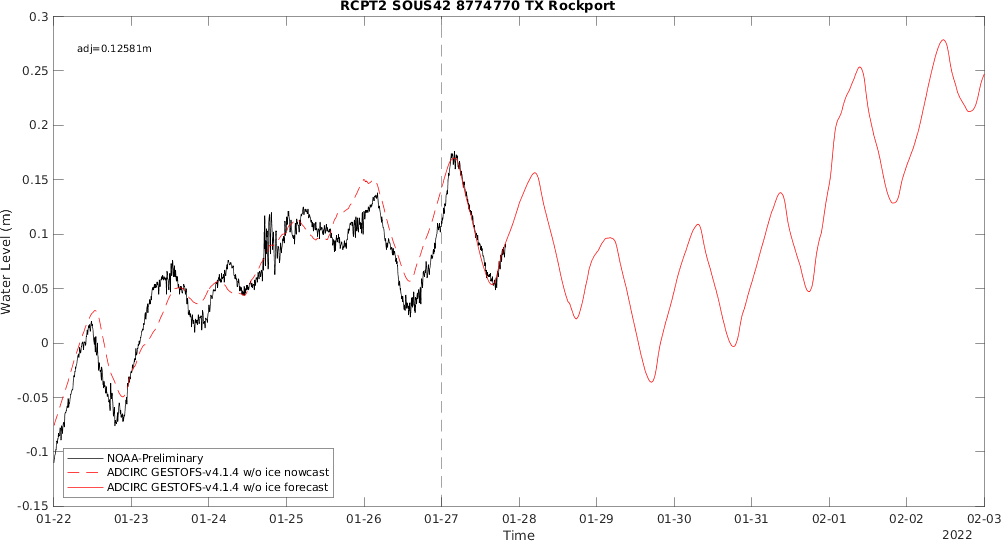 RCPT2 SOUS42 8774770 TX Rockport
adj=0.12581m
0.3
0.25
0.2
0.15
0.1
0.05
0
-0.05
-0.1
-0.15
Water Level (m)
NOAA-Preliminary
ADCIRC GESTOFS-v4.1.4 w/o ice nowcast
ADCIRC GESTOFS-v4.1.4 w/o ice forecast
01-22 01-23 01-24 01-25 01-26 01-27 01-28 01-29 01-30 01-31 02-01 02-02 02-03
Time
2022